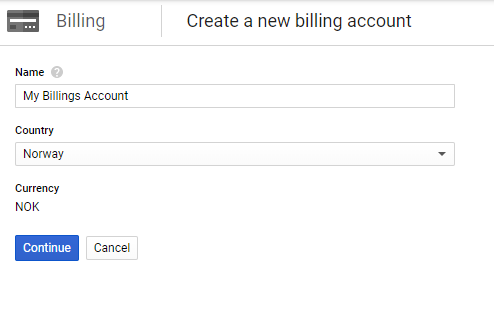 Billing
Create a new billing account
Name ?
My Billings Account
Country
Norway
Currency
NOK
Continue
Cancel